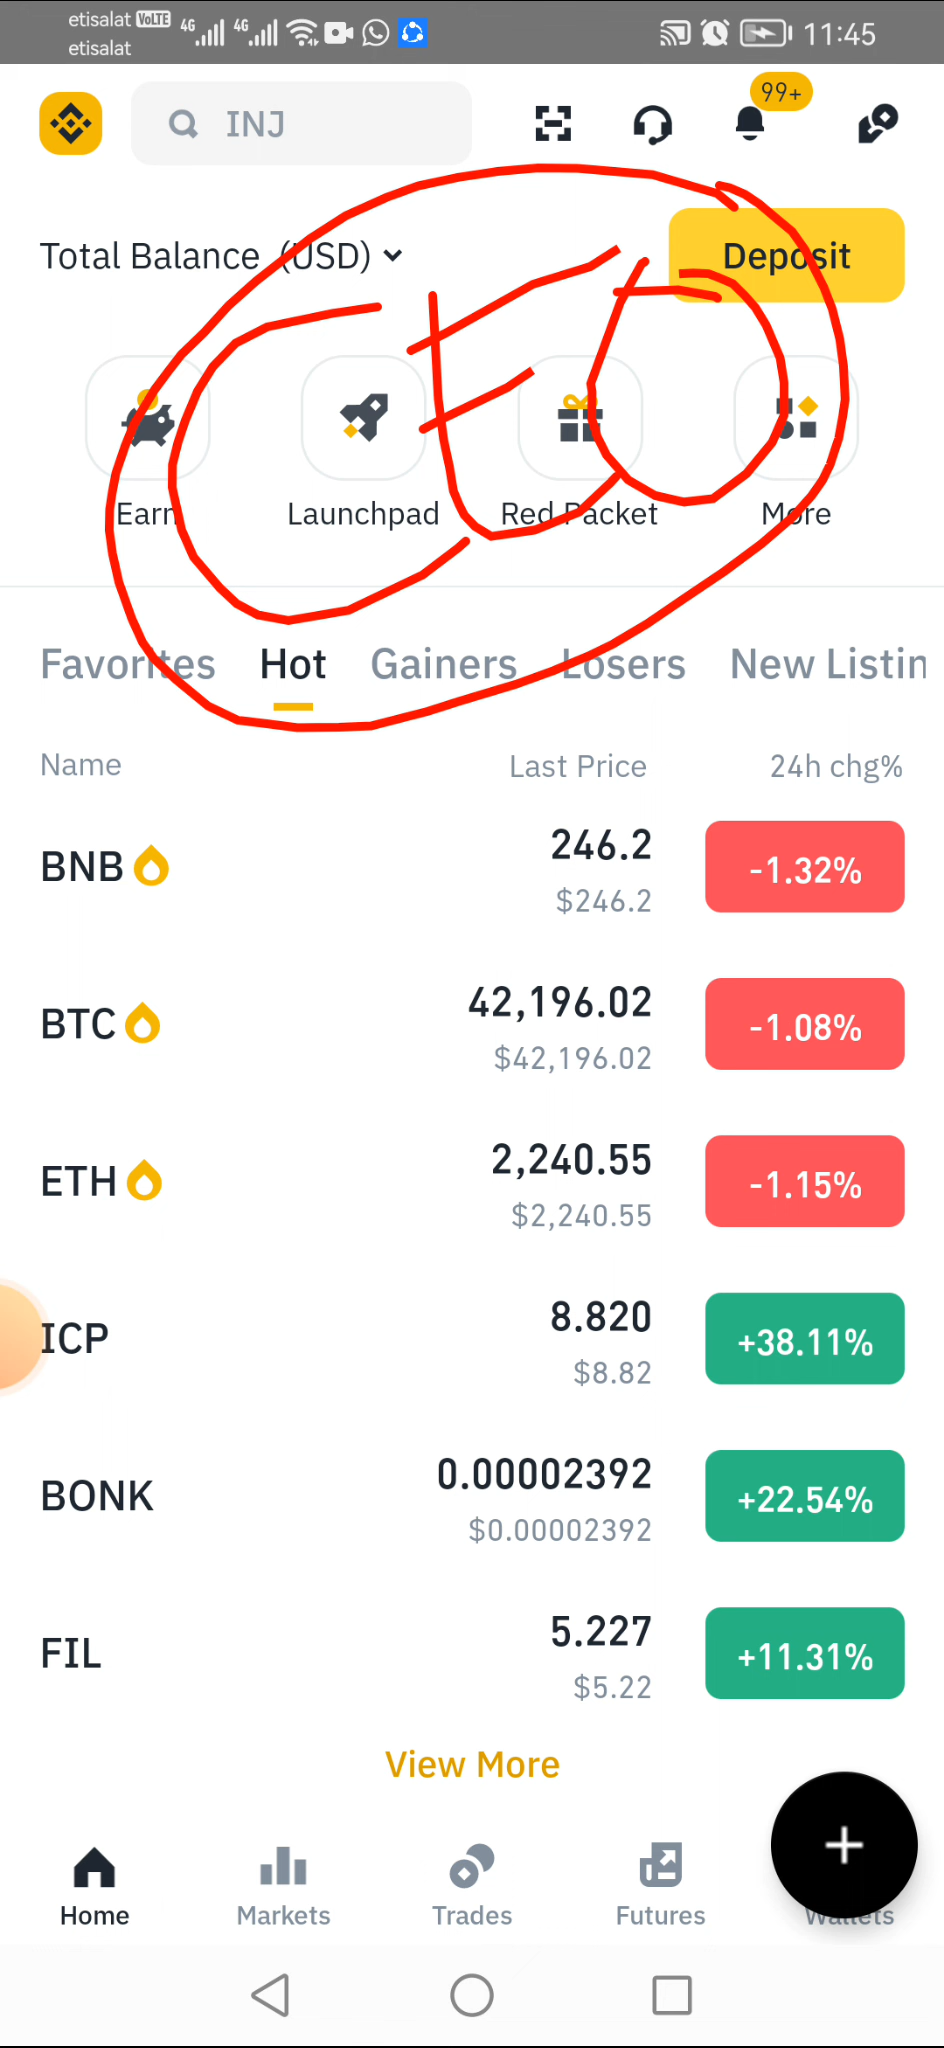 etisalat VoLTE 4G 4G 11:45
etisalat
INJ 99+
Total Balance (USD) Deposit
Earn Launchpad Red Packet More
Favorites Hot Gainers Losers New Listin
Name Last Price 24h chg%
BNB 246.2 -1.32%
$246.2
BTC 42,196.02 -1.08%
$42,196.02
ETH 2,240.55 -1.15%
$2,240.55
ICP 8.820 +38.11%
$8.82
BONK 0.00002392 +22.54%
$0.00002392
FIL 5.227 +11.31%
$5.22
View More
Home Markets Trades Futures Wallets